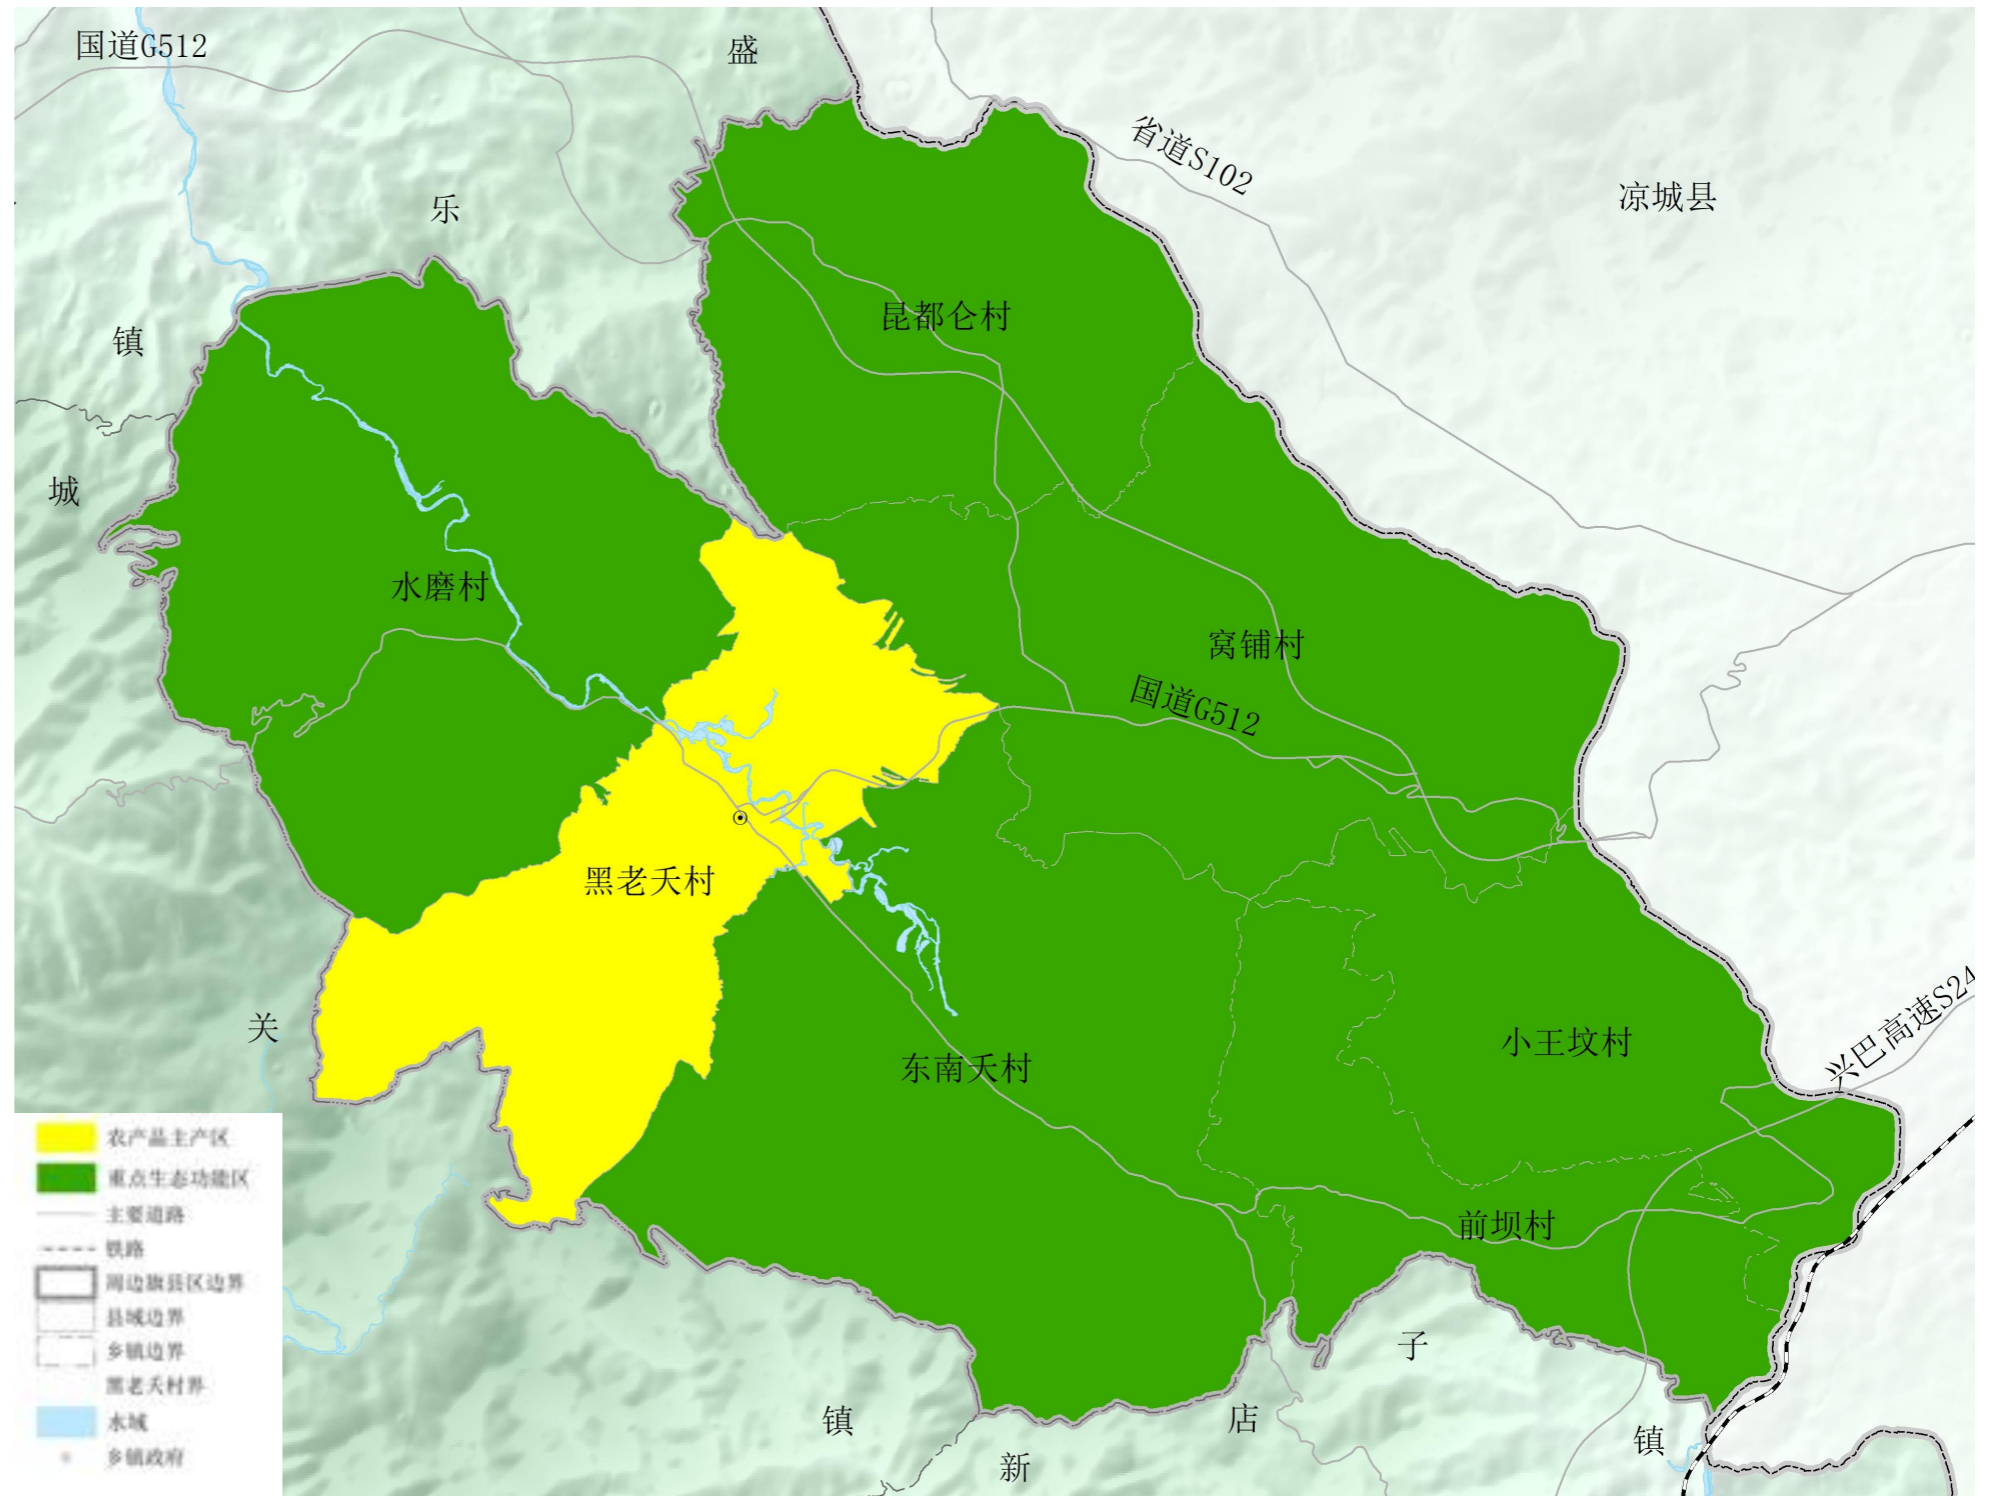 国道G512
盛
省道S102
凉城县
乐
昆都仑村
镇
城
水磨村
窝铺村
国道G512
黑老夭村
兴巴高速S24
关
东南夭村
小王坟村
前坝村
子
镇
店
镇
新
农产品主产区
重点生态功能区
主要道路
铁路
周边旗县区边界
县域边界
乡镇边界
黑老夭村界
水域
乡镇政府